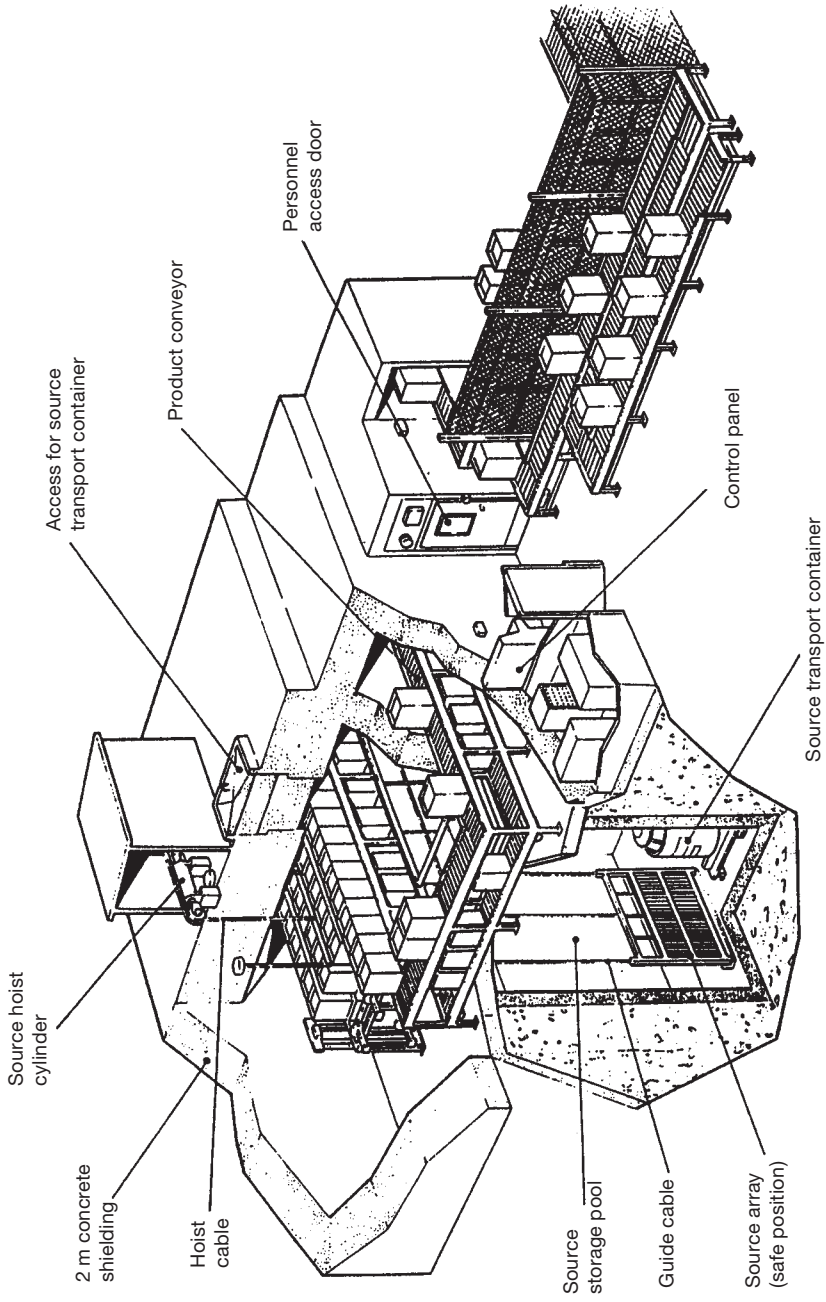 Source hoist
cylinder
Access for source
transport container
Product conveyor
Personnel
access door
2 m concrete
shielding
Hoist
cable
Source
storage pool
Guide cable
Source array
(safe position)
Source transport container
Control panel